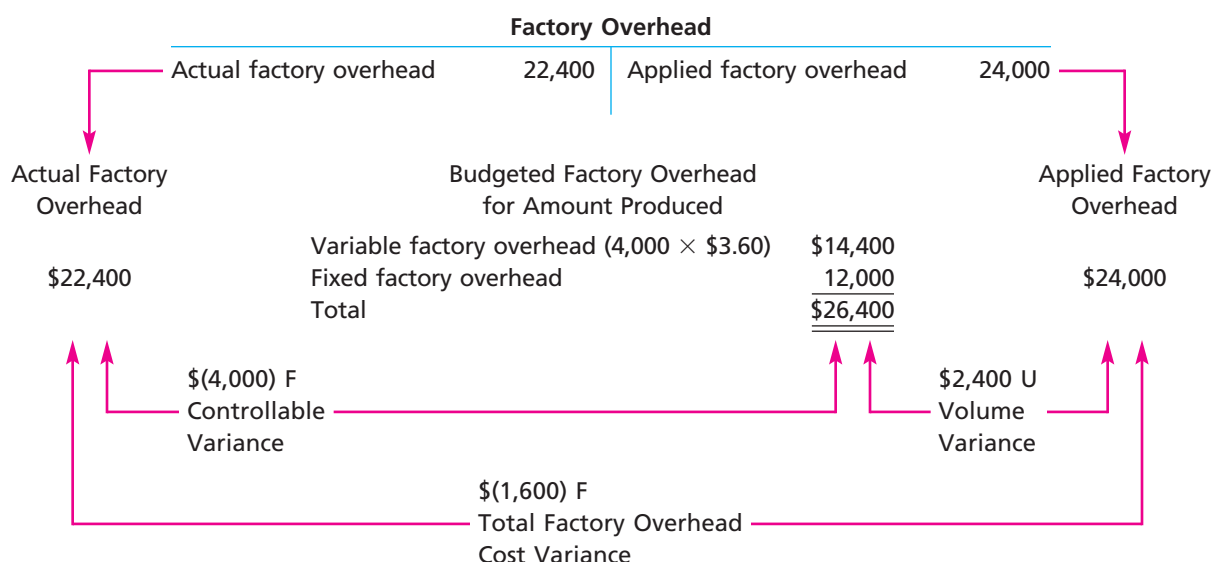 Factory Overhead
Actual factory overhead 22,400 Applied factory overhead 24,000
Actual Factory Budgeted Factory Overhead Applied Factory
Overhead for Amount Produced Overhead
Variable factory overhead (4,000 × $3.60) $14,400
$22,400 Fixed factory overhead 12,000 $24,000
Total $26,400
$(4,000) F $2,400 U
Controllable Volume
Variance Variance
$(1,600) F
Total Factory Overhead
Cost Variance